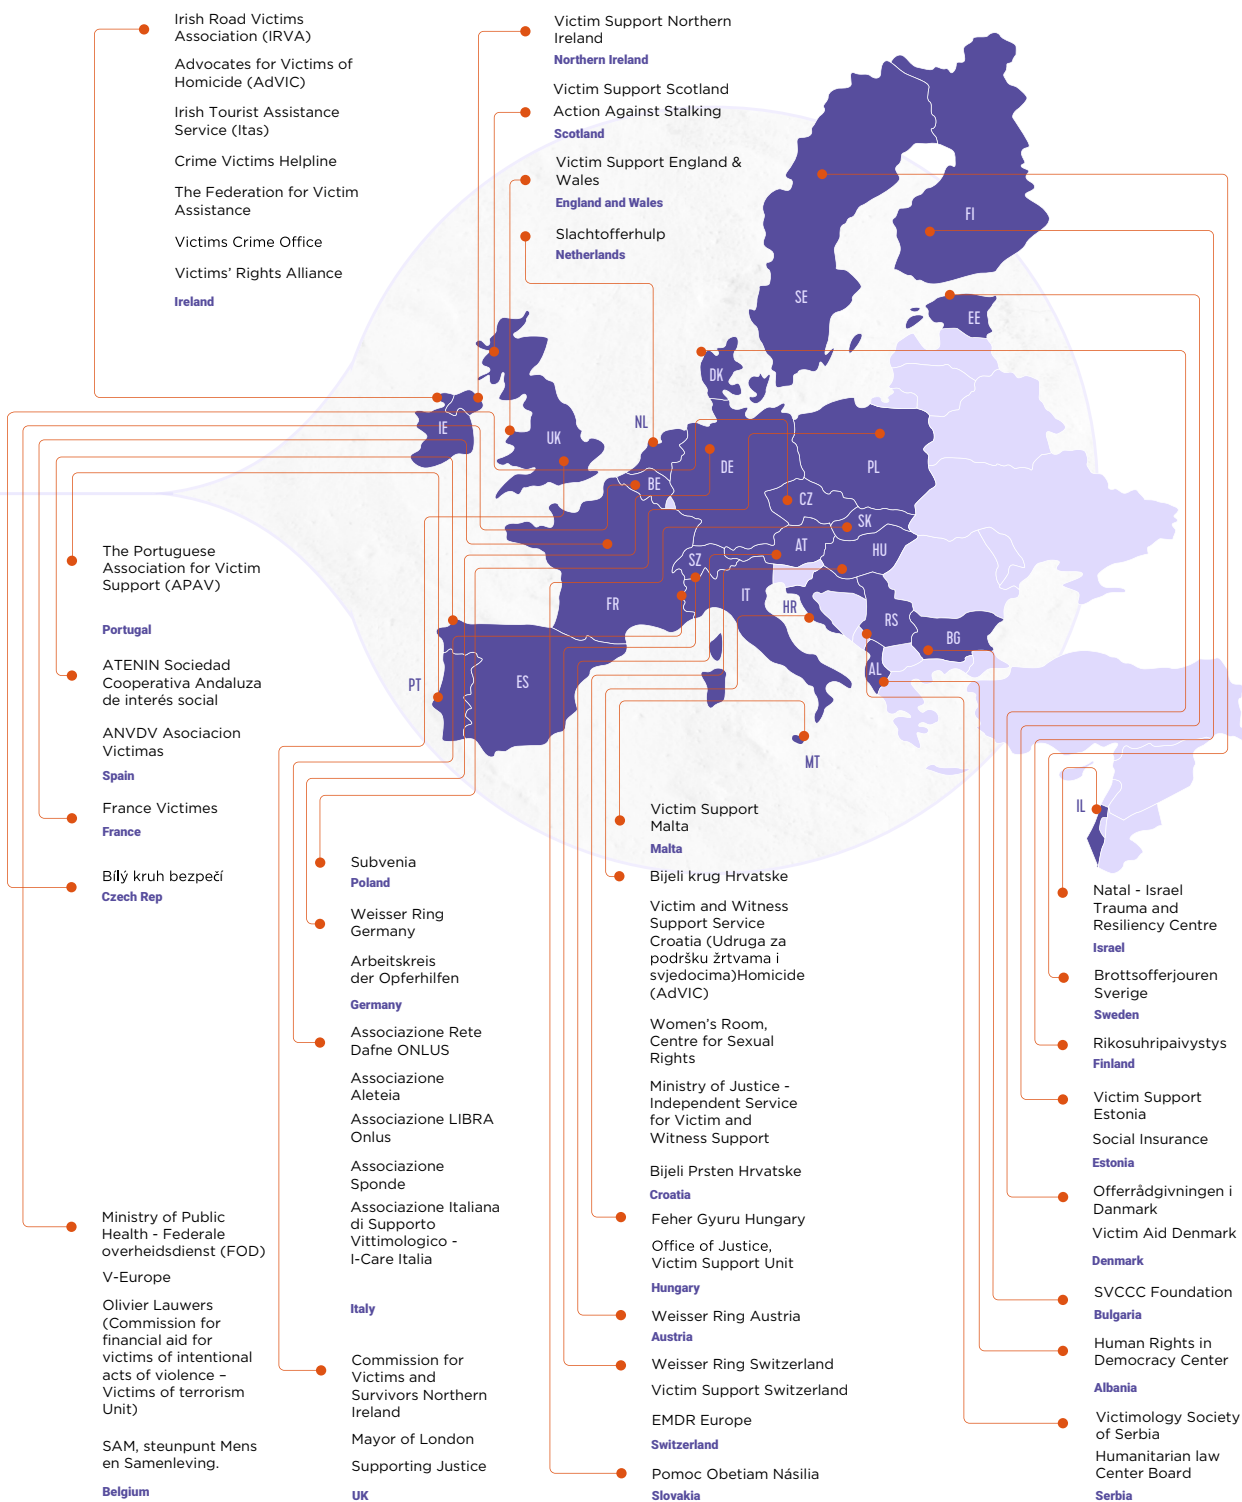 Irish Road Victims
Association (IRVA)
Advocates for Victims of
Homicide (AdVIC)
Irish Tourist Assistance
Service (Itas)
Crime Victims Helpline
The Federation for Victim
Assistance
Victims Crime Office
Victims' Rights Alliance
Ireland
Victim Support Northern
Ireland
Northern Ireland
Victim Support Scotland
Action Against Stalking
Scotland
Victim Support England &
Wales
England and Wales
Slachtofferhulp
Netherlands
FI
SE
EE
DK
NL
IE
UK
DE
PL
BE
CZ
SK
AT
HU
SZ
IT
HR
FR
RS
BG
AL
PT
ES
MT
IL
The Portuguese
Association for Victim
Support (APAV)
Portugal
ATENIN Sociedad
Cooperativa Andaluza
de interés social
ANVDV Asociacion
Victimas
Spain
France Victimes
France
Bílý kruh bezpečí
Czech Rep
Ministry of Public
Health - Federale
overheidsdienst (FOD)
V-Europe
Olivier Lauwers
(Commission for
financial aid for
victims of intentional
acts of violence –
Victims of terrorism
Unit)
SAM, steunpunt Mens
en Samenleving.
Belgium
Subvenia
Poland
Weisser Ring
Germany
Arbeitskreis
der Opferhilfen
Germany
Associazione Rete
Dafne ONLUS
Associazione
Aleteia
Associazione LIBRA
Onlus
Associazione
Sponde
Associazione Italiana
di Supporto
Vittimologico -
I-Care Italia
Italy
Commission for
Victims and
Survivors Northern
Ireland
Mayor of London
Supporting Justice
UK
Victim Support
Malta
Malta
Bijeli krug Hrvatske
Victim and Witness
Support Service
Croatia (Udruga za
podršku žrtvama i
svjedocima)Homicide
(AdVIC)
Women's Room,
Centre for Sexual
Rights
Ministry of Justice -
Independent Service
for Victim and
Witness Support
Bijeli Prsten Hrvatske
Croatia
Feher Gyuru Hungary
Office of Justice,
Victim Support Unit
Hungary
Weisser Ring Austria
Austria
Weisser Ring Switzerland
Victim Support Switzerland
EMDR Europe
Switzerland
Pomoc Obetiam Násilia
Slovakia
Natal - Israel
Trauma and
Resiliency Centre
Israel
Brottsofferjouren
Sverige
Sweden
Rikosuhripaivystys
Finland
Victim Support
Estonia
Social Insurance
Estonia
Offerrådgivningen i
Danmark
Victim Aid Denmark
Denmark
SVCCC Foundation
Bulgaria
Human Rights in
Democracy Center
Albania
Victimology Society
of Serbia
Humanitarian law
Center Board
Serbia